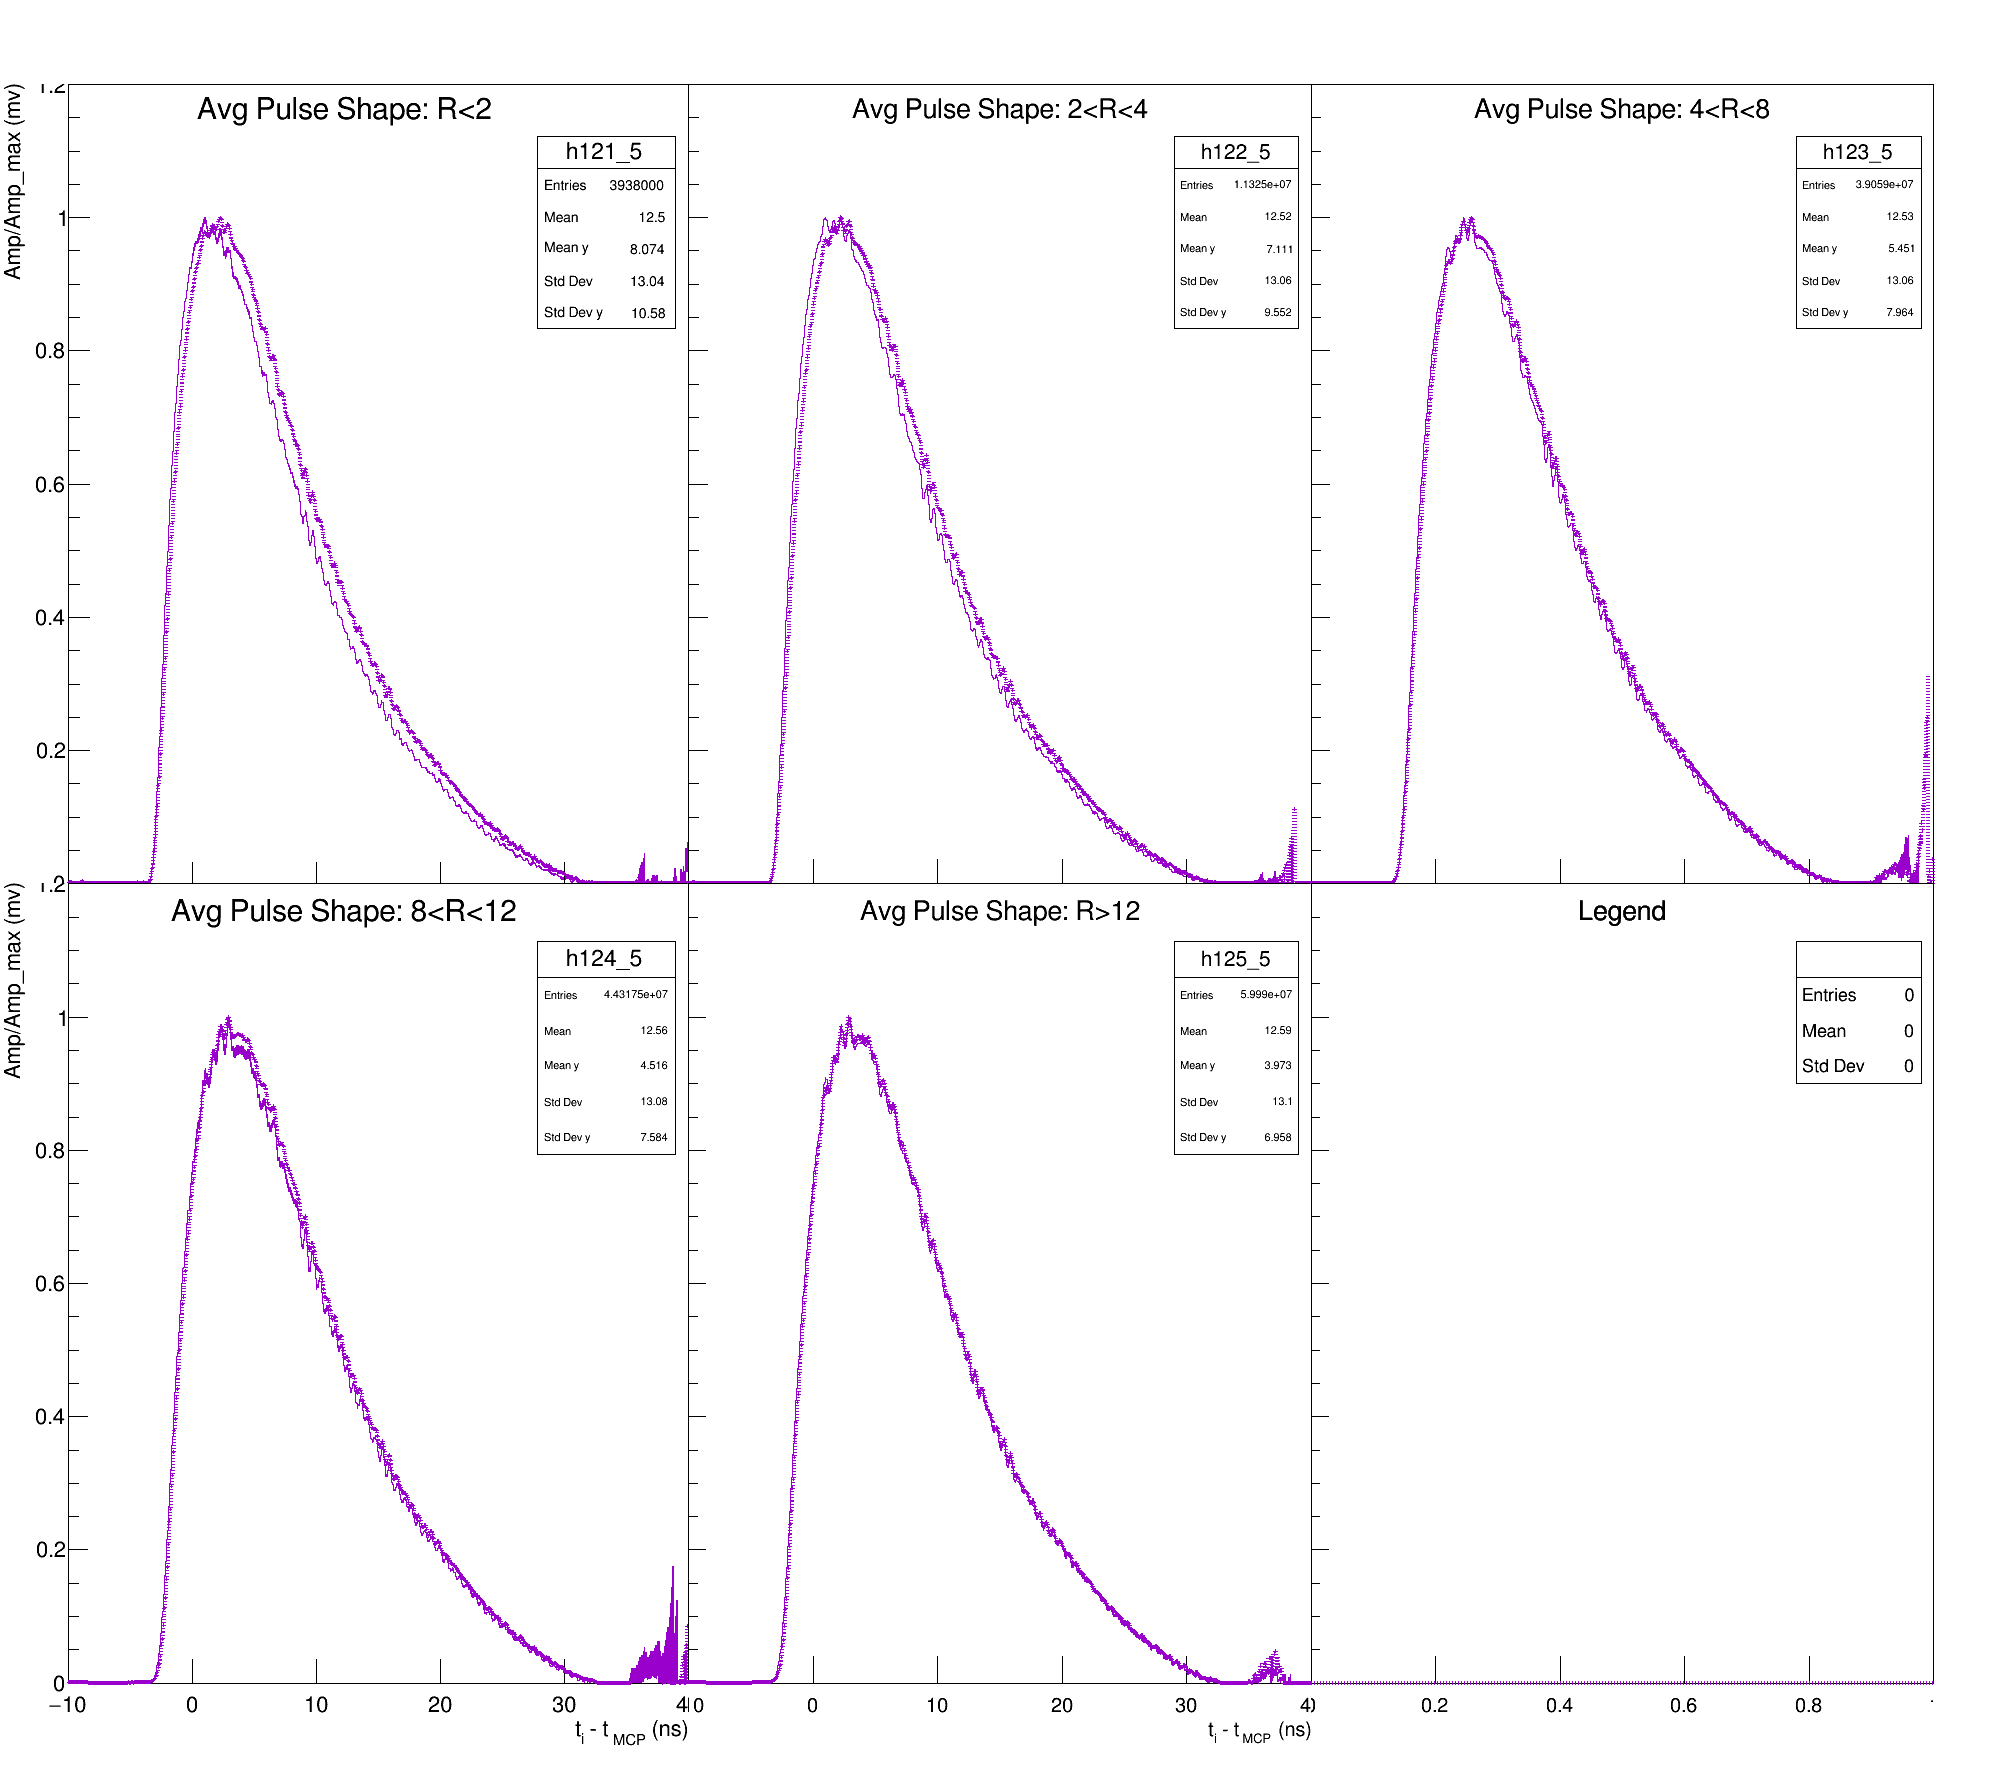 Amp/Amp_max (mv)
1.2
1
0.8
0.6
0.4
0.2
Avg Pulse Shape: R<2
h121_5
Entries 3938000
Mean 12.5
Mean y 8.074
Std Dev 13.04
Std Dev y 10.58
Avg Pulse Shape: 2<R<4
h122_5
Entries 1.1325e+07
Mean 12.52
Mean y 7.111
Std Dev 13.06
Std Dev y 9.552
Avg Pulse Shape: 4<R<8
h123_5
Entries 3.9059e+07
Mean 12.53
Mean y 5.451
Std Dev 13.06
Std Dev y 7.964
Amp/Amp_max (mv)
1
0.8
0.6
0.4
0.2
0
Avg Pulse Shape: 8<R<12
h124_5
Entries 4.43175e+07
Mean 12.56
Mean y 4.516
Std Dev 13.08
Std Dev y 7.584
−10 0 10 20 30
t_i - t_MCP (ns)
Avg Pulse Shape: R>12
h125_5
Entries 5.999e+07
Mean 12.59
Mean y 3.973
Std Dev 13.1
Std Dev y 6.958
0 10 20 30
t_i - t_MCP (ns)
Legend
Entries 0
Mean 0
Std Dev 0
0.2 0.4 0.6 0.8